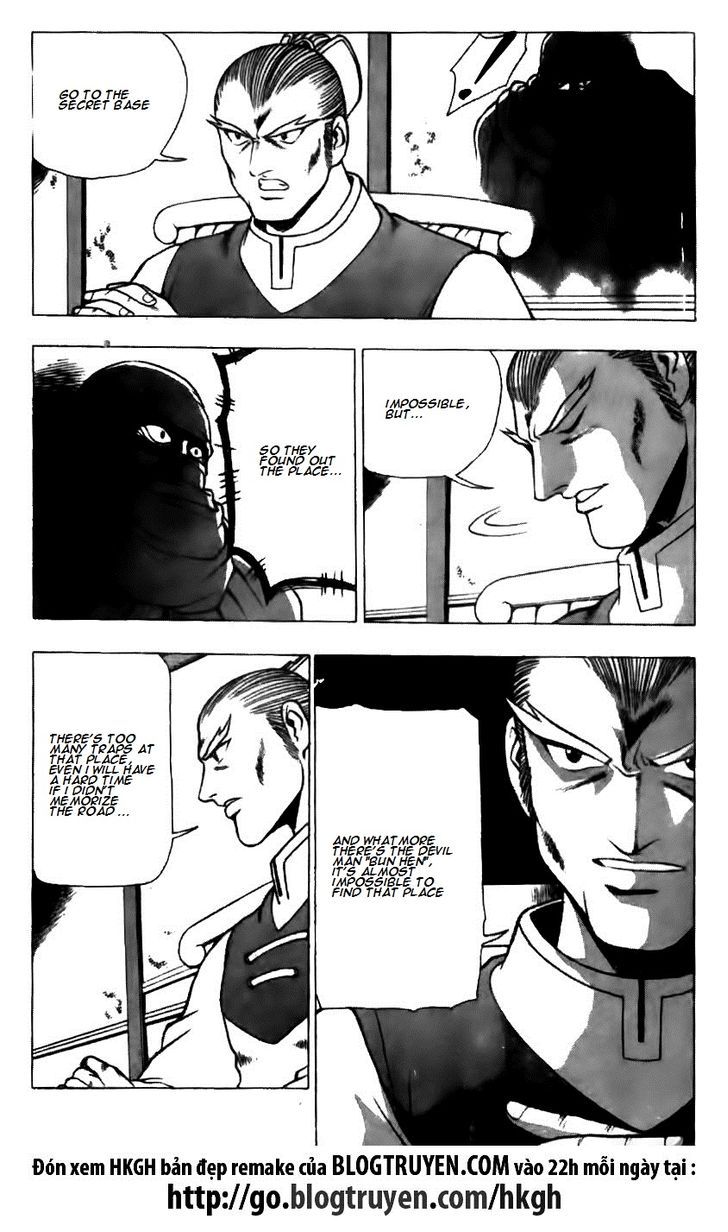 GO TO THE
SECRET BASE
!
IMPOSSIBLE,
BUT...
SO THEY
FOUND OUT
THE PLACE...
AND WHAT MORE
THERE'S THE DEVIL
MAN "BUN HEN",
IT'S ALMOST
IMPOSSIBLE TO
FIND THAT PLACE
THERE'S TOO
MANY TRAPS AT
THAT PLACE,
EVEN I WILL HAVE
A HARD TIME
IF I DIDN'T
MEMORIZE
THE ROAD ...
Đón xem HKGH bản đẹp remake của BLOGTRUYEN.COM vào 22h mỗi ngày tại :
http://go.blogtruyen.com/hkgh